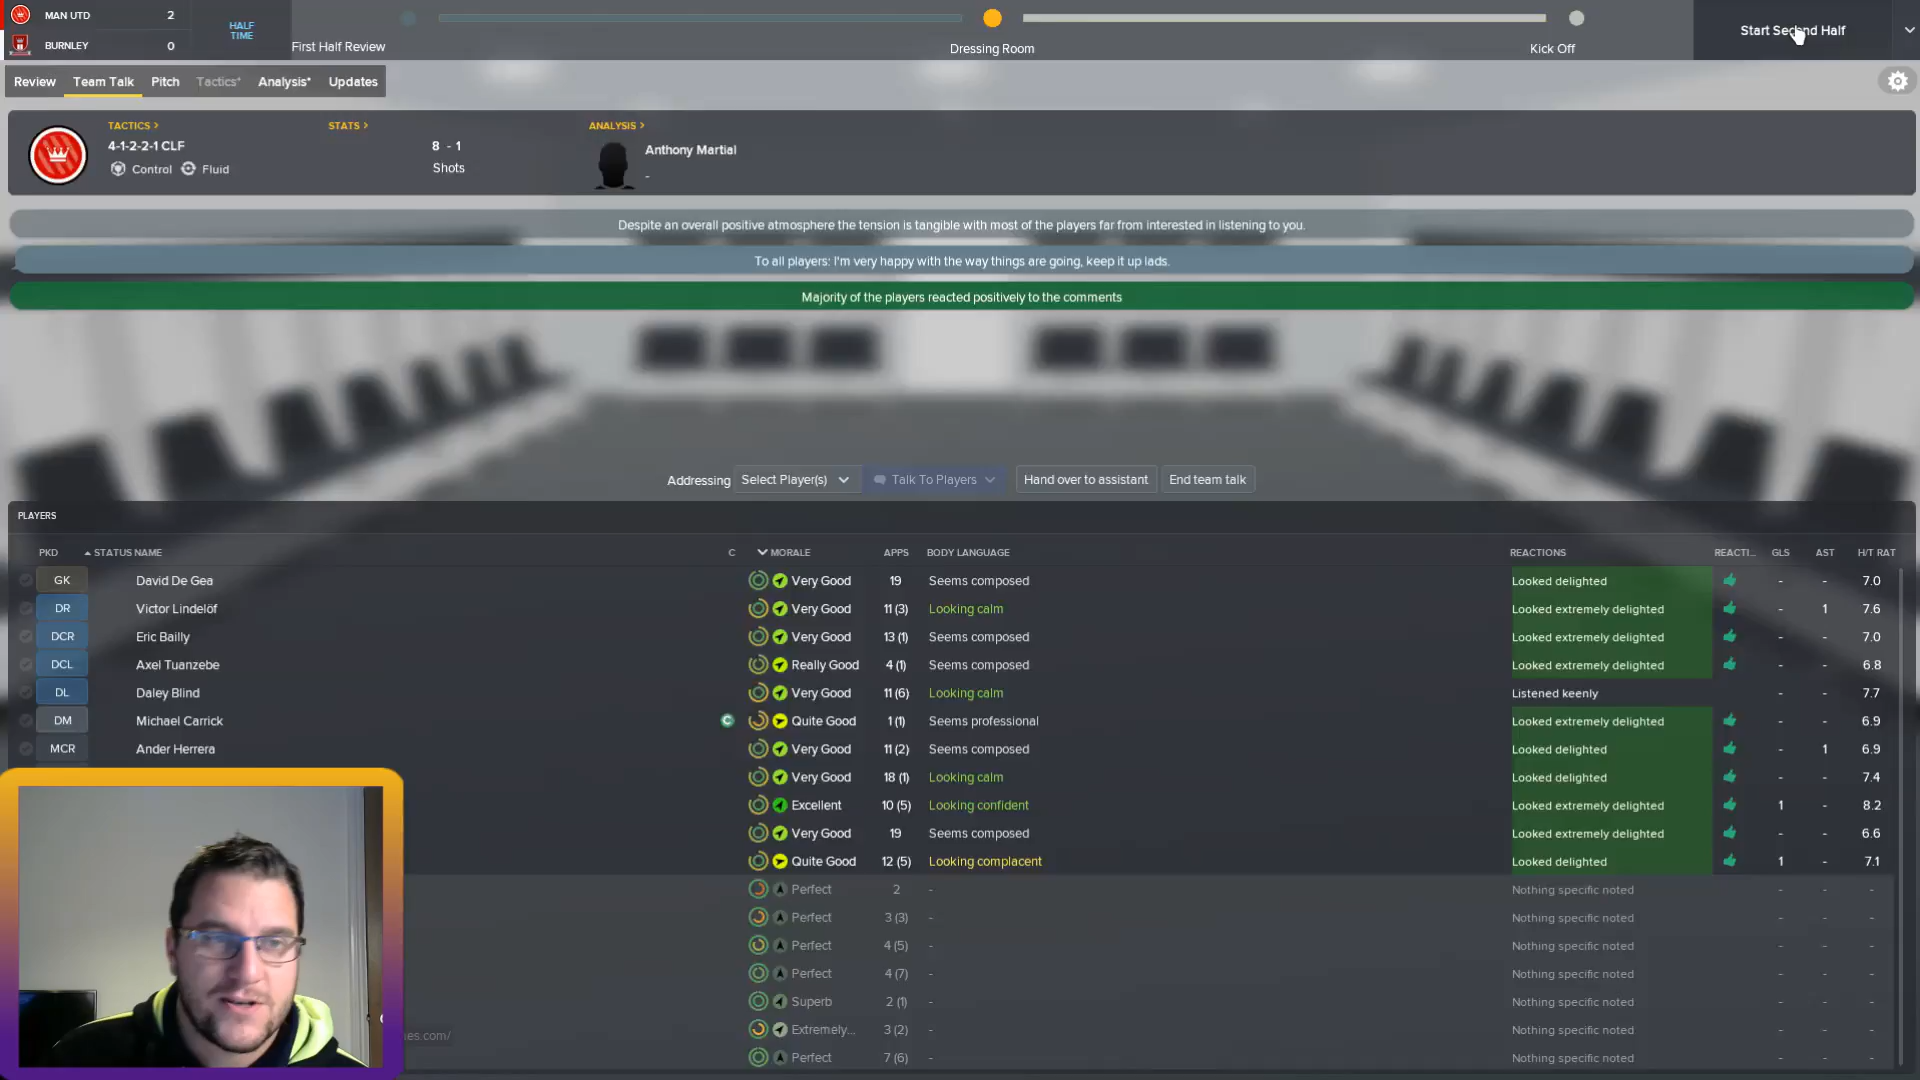 MAN UTD 2
BURNLEY 0
HALF TIME
First Half Review
Dressing Room
Kick Off
Start Second Half
Review Team Talk Pitch Tactics* Analysis* Updates
TACTICS >
4-1-2-2-1 CLF
Control Fluid
STATS >
8 - 1
Shots
ANALYSIS >
Anthony Martial
-
Despite an overall positive atmosphere the tension is tangible with most of the players far from interested in listening to you.
To all players: I'm very happy with the way things are going, keep it up lads.
Majority of the players reacted positively to the comments
Addressing Select Player(s) Talk To Players Hand over to assistant End team talk
PLAYERS
PKD STATUS NAME C MORALE APPS BODY LANGUAGE REACTIONS REACTI... GLS AST H/T RAT
GK David De Gea Very Good 19 Seems composed Looked delighted - - 7.0
DR Victor Lindelöf Very Good 11 (3) Looking calm Looked extremely delighted - 1 7.6
DCR Eric Bailly Very Good 13 (1) Seems composed Looked extremely delighted - - 7.0
DCL Axel Tuanzebe Really Good 4 (1) Seems composed Looked extremely delighted - - 6.8
DL Daley Blind Very Good 11 (6) Looking calm Listened keenly - - 7.7
DM Michael Carrick C Quite Good 1 (1) Seems professional Looked extremely delighted - - 6.9
MCR Ander Herrera Very Good 11 (2) Seems composed Looked delighted - 1 6.9
Very Good 18 (1) Looking calm Looked delighted - - 7.4
Excellent 10 (5) Looking confident Looked extremely delighted 1 - 8.2
Very Good 19 Seems composed Looked extremely delighted - - 6.6
Quite Good 12 (5) Looking complacent Looked delighted 1 - 7.1
Perfect 2 - Nothing specific noted - - -
Perfect 3 (3) - Nothing specific noted - - -
Perfect 4 (5) - Nothing specific noted - - -
Perfect 4 (7) - Nothing specific noted - - -
Superb 2 (1) - Nothing specific noted - - -
Extremely... 3 (2) - Nothing specific noted - - -
es.com/
Perfect 7 (6) - Nothing specific noted - - -